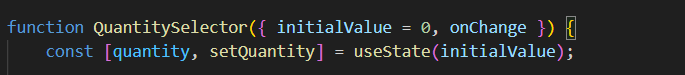 function QuantitySelector({ initialValue = 0, onChange }) {
const [quantity, setQuantity] = useState(initialValue);